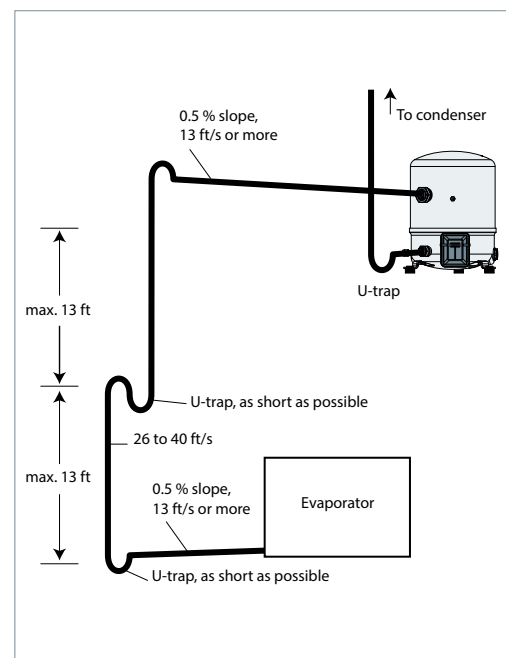 To condenser
0.5 % slope,
13 ft/s or more
U-trap
max. 13 ft
U-trap, as short as possible
26 to 40 ft/s
max. 13 ft
0.5 % slope,
13 ft/s or more
Evaporator
U-trap, as short as possible